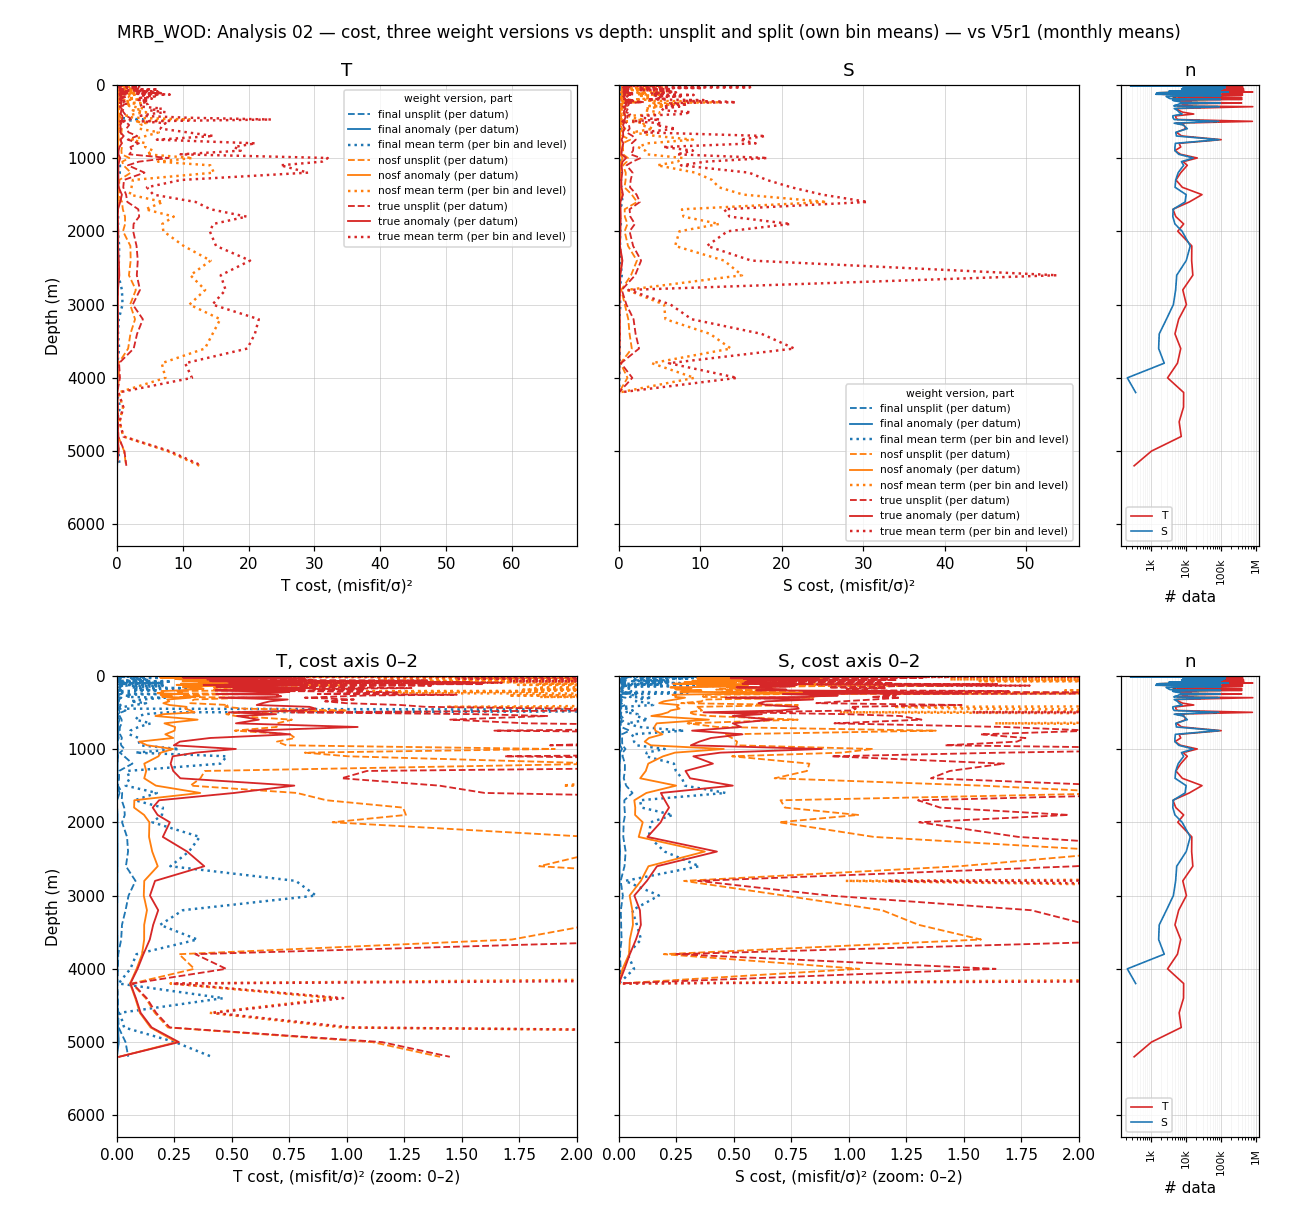 MRB_WOD: Analysis 02 — cost, three weight versions vs depth: unsplit and split (own bin means) — vs V5r1 (monthly means)
T
S
n
weight version, part
final unsplit (per datum)
final anomaly (per datum)
final mean term (per bin and level)
nosf unsplit (per datum)
nosf anomaly (per datum)
nosf mean term (per bin and level)
true unsplit (per datum)
true anomaly (per datum)
true mean term (per bin and level)
0
1000
2000
3000
4000
5000
6000
Depth (m)
0 10 20 30 40 50 60
T cost, (misfit/σ)²
weight version, part
final unsplit (per datum)
final anomaly (per datum)
final mean term (per bin and level)
nosf unsplit (per datum)
nosf anomaly (per datum)
nosf mean term (per bin and level)
true unsplit (per datum)
true anomaly (per datum)
true mean term (per bin and level)
0 10 20 30 40 50
S cost, (misfit/σ)²
T
S
1k 10k 100k 1M
# data
T, cost axis 0–2
S, cost axis 0–2
n
0
1000
2000
3000
4000
5000
6000
Depth (m)
0.00 0.25 0.50 0.75 1.00 1.25 1.50 1.75 2.00
T cost, (misfit/σ)² (zoom: 0–2)
0.00 0.25 0.50 0.75 1.00 1.25 1.50 1.75 2.00
S cost, (misfit/σ)² (zoom: 0–2)
T
S
1k 10k 100k 1M
# data